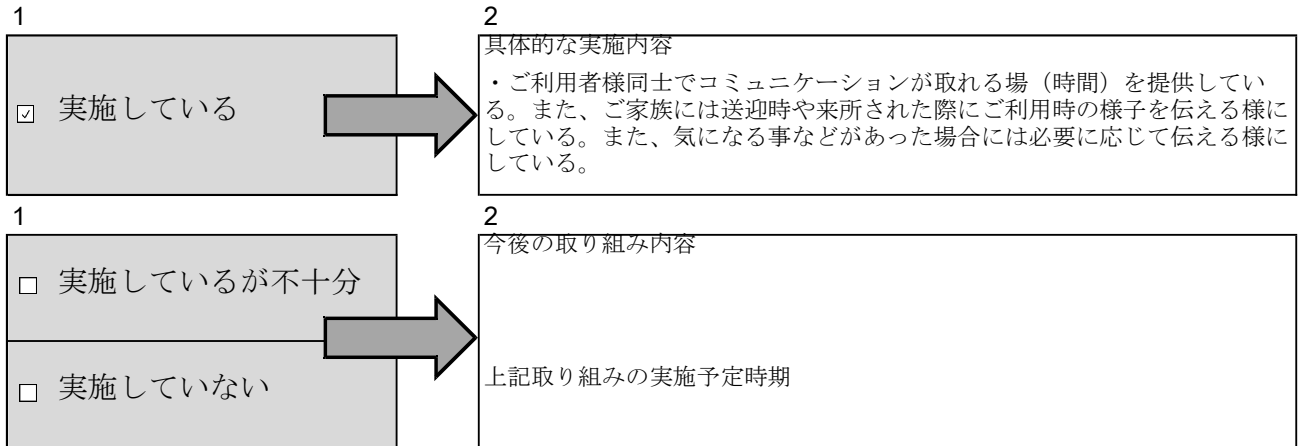 1
2
☑ 実施している
具体的な実施内容
・ご利用者様同士でコミュニケーションが取れる場（時間）を提供してい
る。また、ご家族には送迎時や来所された際にご利用時の様子を伝える様に
している。また、気になる事などがあった場合には必要に応じて伝える様に
している。
1
2
□ 実施しているが不十分
□ 実施していない
今後の取り組み内容
上記取り組みの実施予定時期